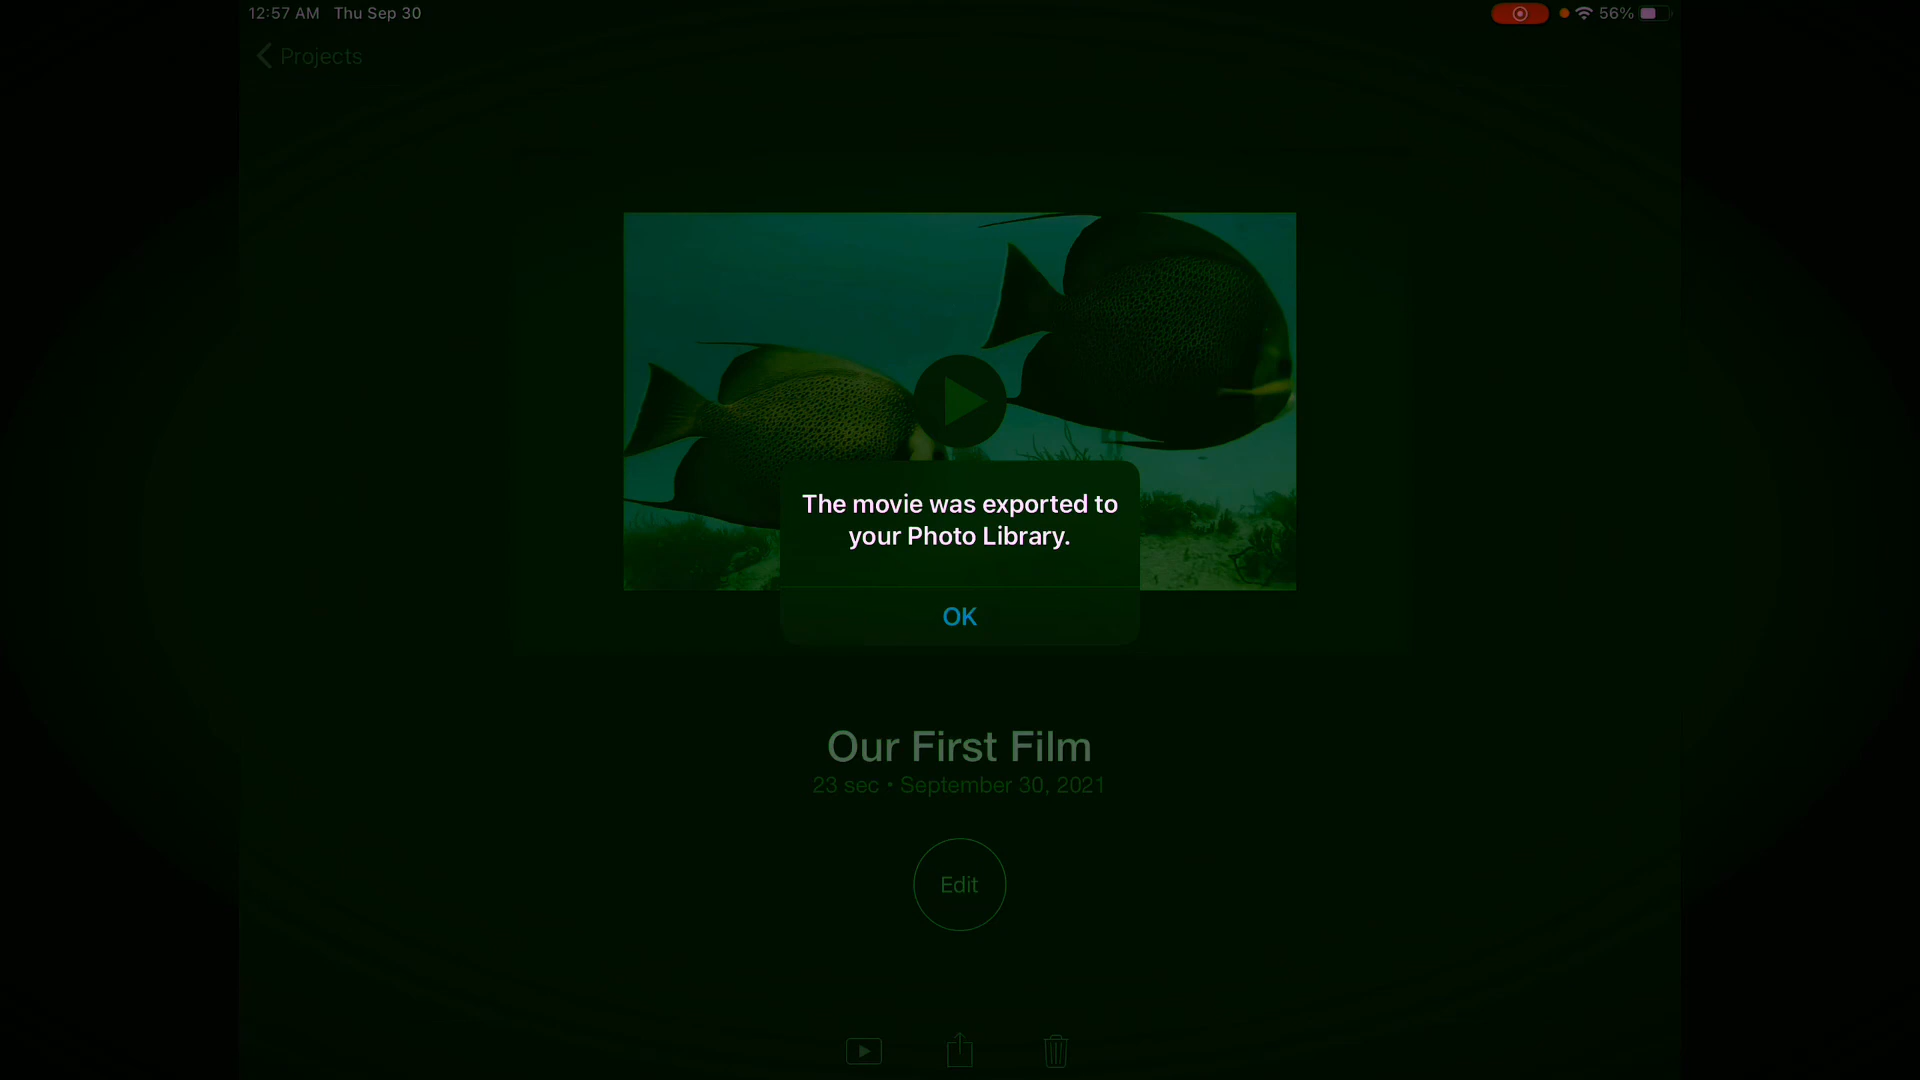 12:57 AM Thu Sep 30
56%
Projects
The movie was exported to
your Photo Library.
OK
Our First Film
23 sec • September 30, 2021
Edit